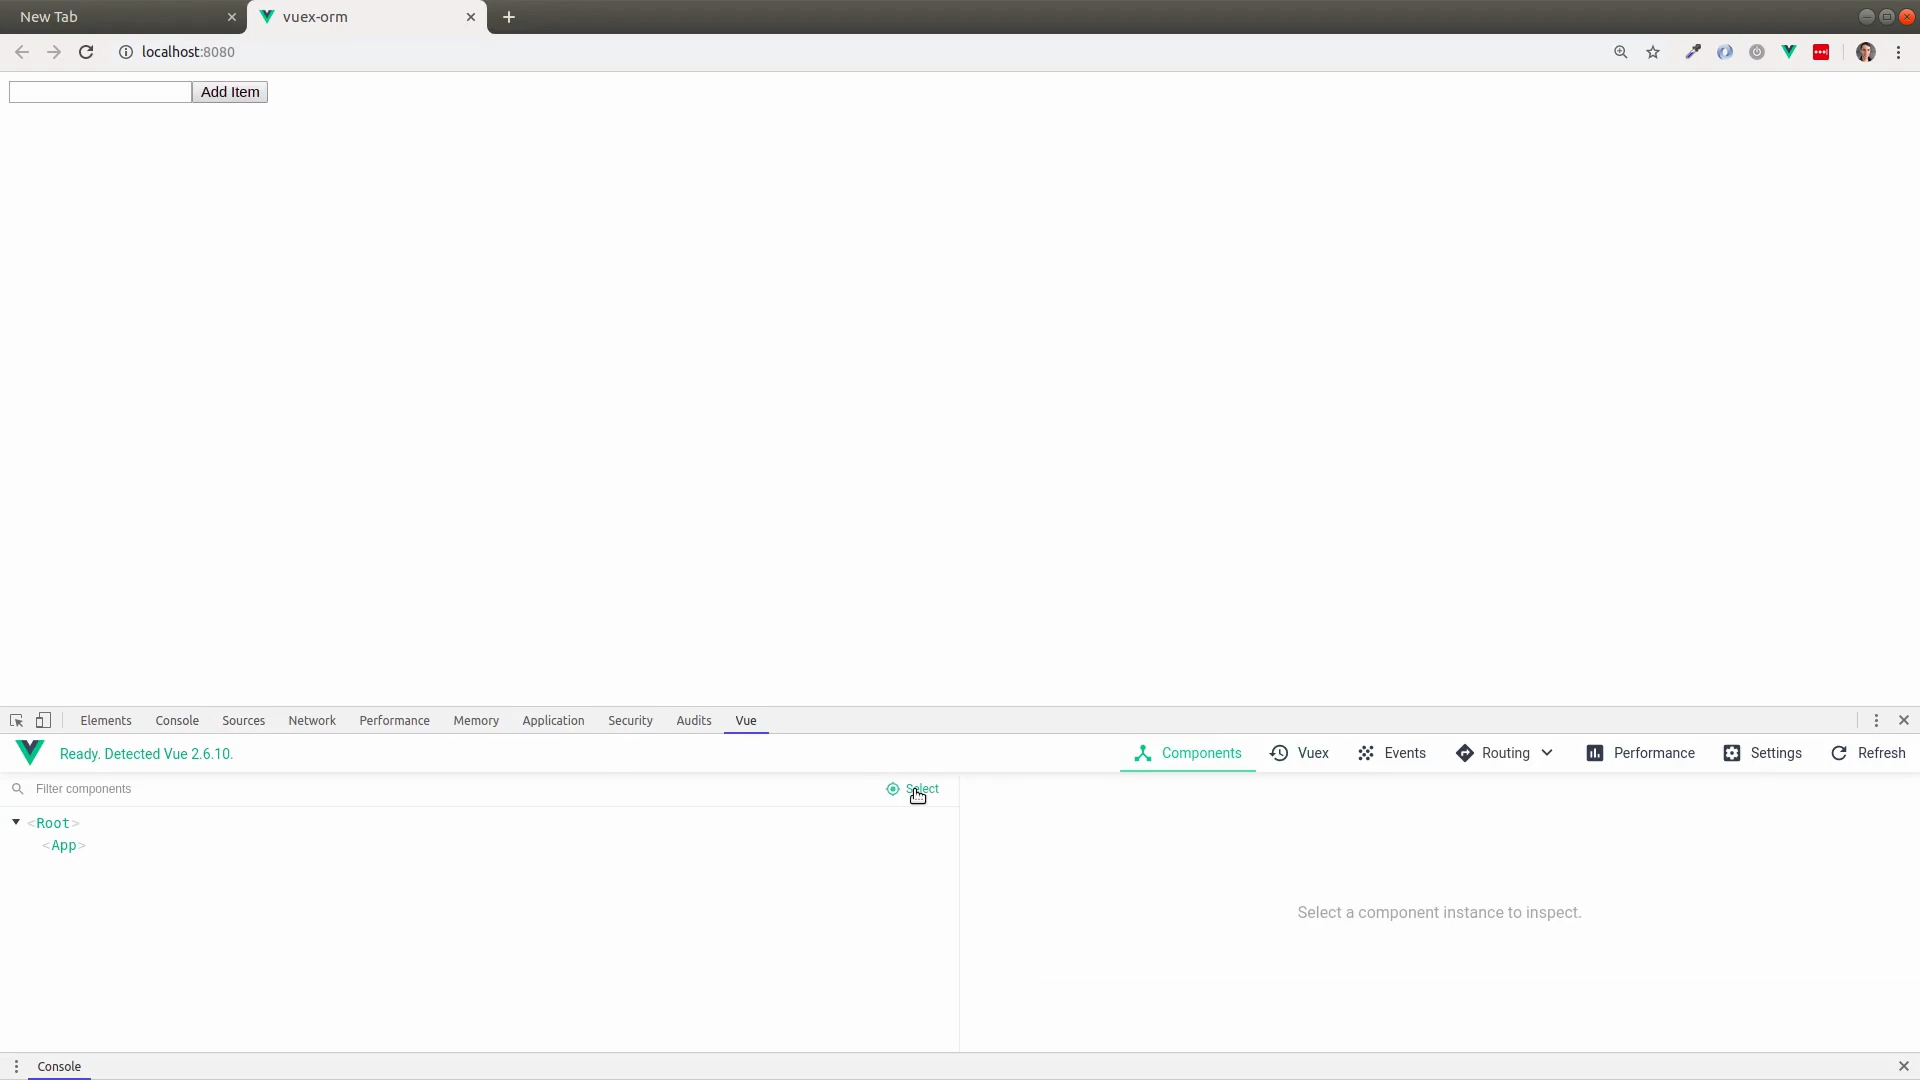 New Tab
vuex-orm
localhost:8080
Add Item
Elements Console Sources Network Performance Memory Application Security Audits Vue
Ready. Detected Vue 2.6.10.
Components Vuex Events Routing Performance Settings Refresh
Filter components
Select
<Root>
<App>
Select a component instance to inspect.
Console